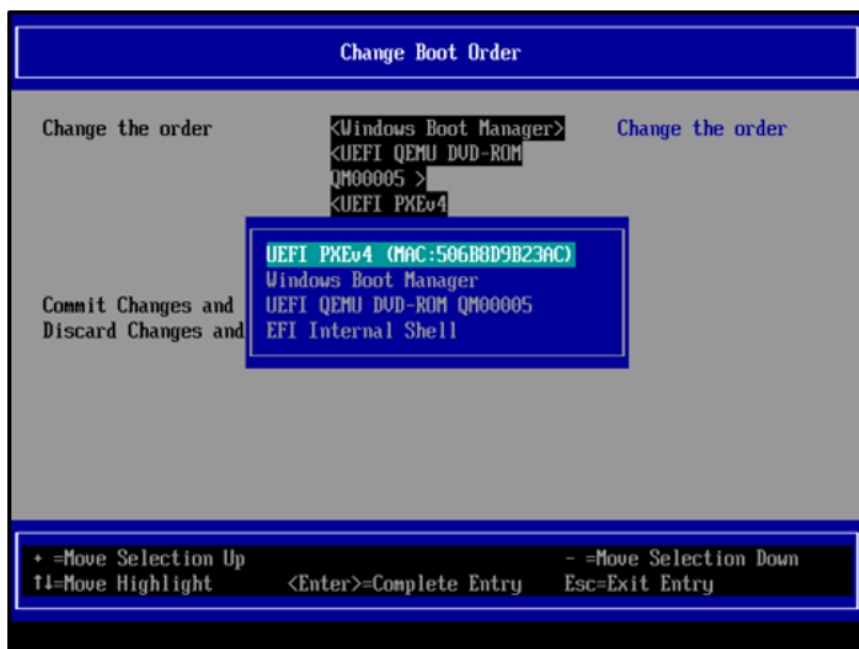 Change Boot Order
Change the order
<Windows Boot Manager>
Change the order
<UEFI QEMU DVD-ROM
QM00005 >
<UEFI PXEv4
UEFI PXEv4 (MAC:506B8D9B23AC)
Windows Boot Manager
UEFI QEMU DVD-ROM QM00005
EFI Internal Shell
Commit Changes and
Discard Changes and
+ =Move Selection Up
- =Move Selection Down
↑↓=Move Highlight
<Enter>=Complete Entry
Esc=Exit Entry